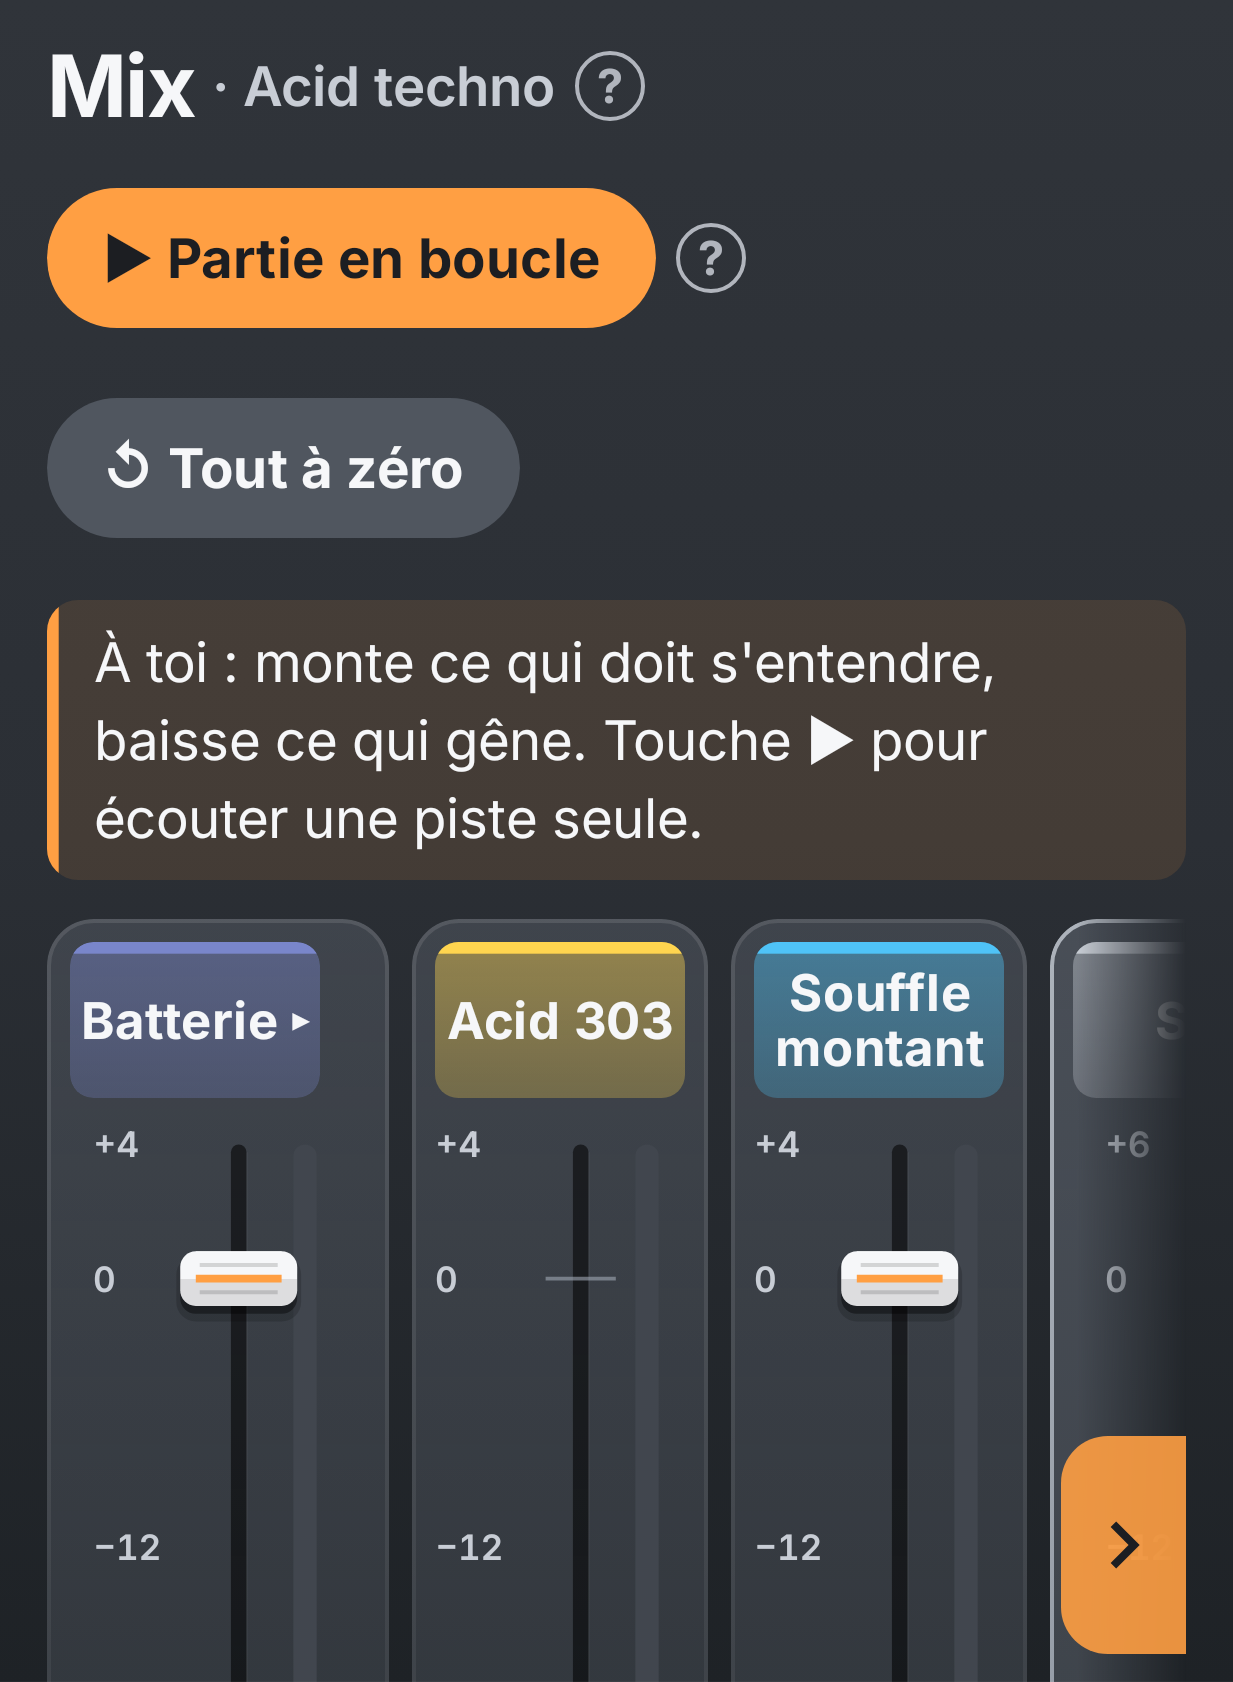 Mix · Acid techno ?
▶ Partie en boucle ?
Tout à zéro
À toi : monte ce qui doit s'entendre,
baisse ce qui gêne. Touche ▶ pour
écouter une piste seule.
Batterie ▸
Acid 303
Souffle
montant
S
+4 +4 +4 +6
0 0 0 0
−12 −12 −12 −12